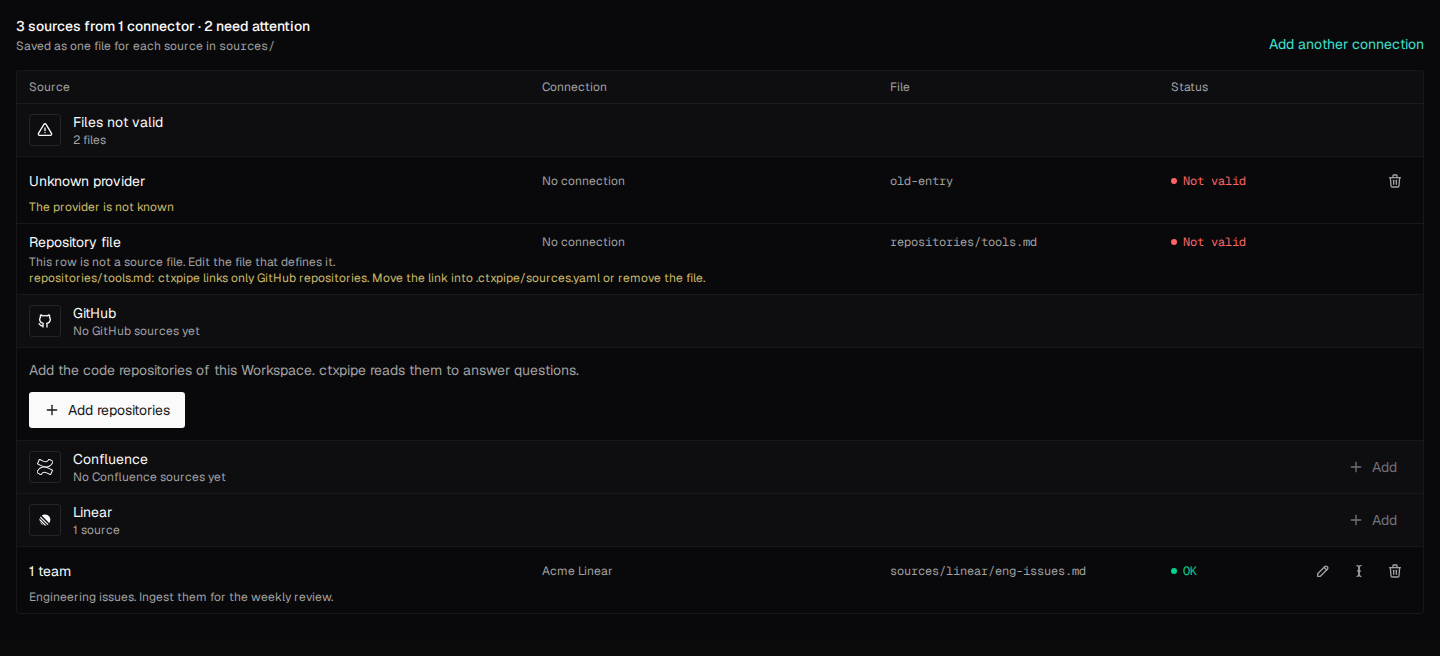 3 sources from 1 connector · 2 need attention
Saved as one file for each source in sources/
Add another connection
Source Connection File Status
Files not valid
2 files
Unknown provider No connection old-entry Not valid
The provider is not known
Repository file No connection repositories/tools.md Not valid
This row is not a source file. Edit the file that defines it.
repositories/tools.md: ctxpipe links only GitHub repositories. Move the link into .ctxpipe/sources.yaml or remove the file.
GitHub
No GitHub sources yet
Add the code repositories of this Workspace. ctxpipe reads them to answer questions.
+ Add repositories
Confluence
No Confluence sources yet
+ Add
Linear
1 source
+ Add
1 team Acme Linear sources/linear/eng-issues.md OK
Engineering issues. Ingest them for the weekly review.